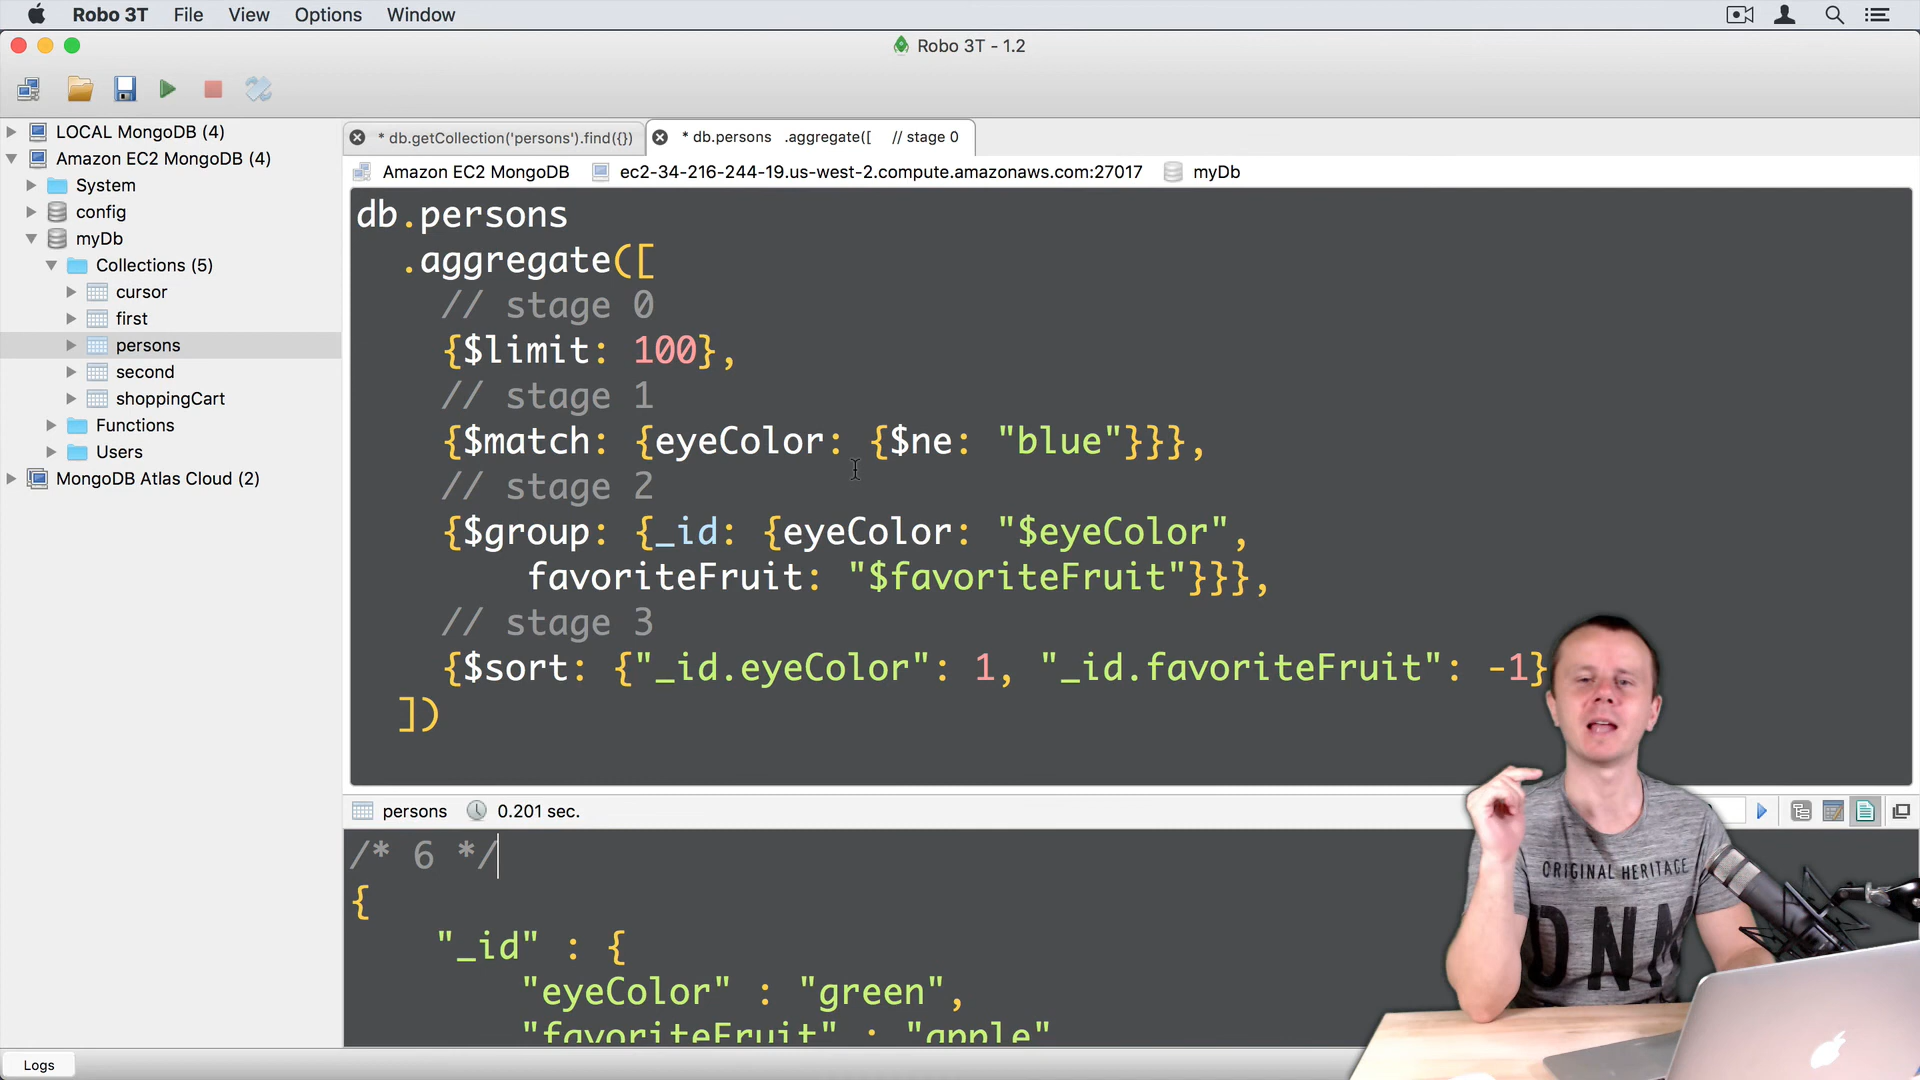 Robo 3T File View Options Window
Robo 3T - 1.2
LOCAL MongoDB (4)
Amazon EC2 MongoDB (4)
System
config
myDb
Collections (5)
cursor
first
persons
second
shoppingCart
Functions
Users
MongoDB Atlas Cloud (2)
* db.getCollection('persons').find({}) * db.persons .aggregate([ // stage 0
Amazon EC2 MongoDB ec2-34-216-244-19.us-west-2.compute.amazonaws.com:27017 myDb
db.persons
.aggregate([
// stage 0
{$limit: 100},
// stage 1
{$match: {eyeColor: {$ne: "blue"}}},
// stage 2
{$group: {_id: {eyeColor: "$eyeColor",
favoriteFruit: "$favoriteFruit"}}},
// stage 3
{$sort: {"_id.eyeColor": 1, "_id.favoriteFruit": -1}
])
persons 0.201 sec.
/* 6 */
{
"_id" : {
"eyeColor" : "green",
"favoriteFruit" : "apple"
Logs
ORIGINAL HERITAGE
DNM